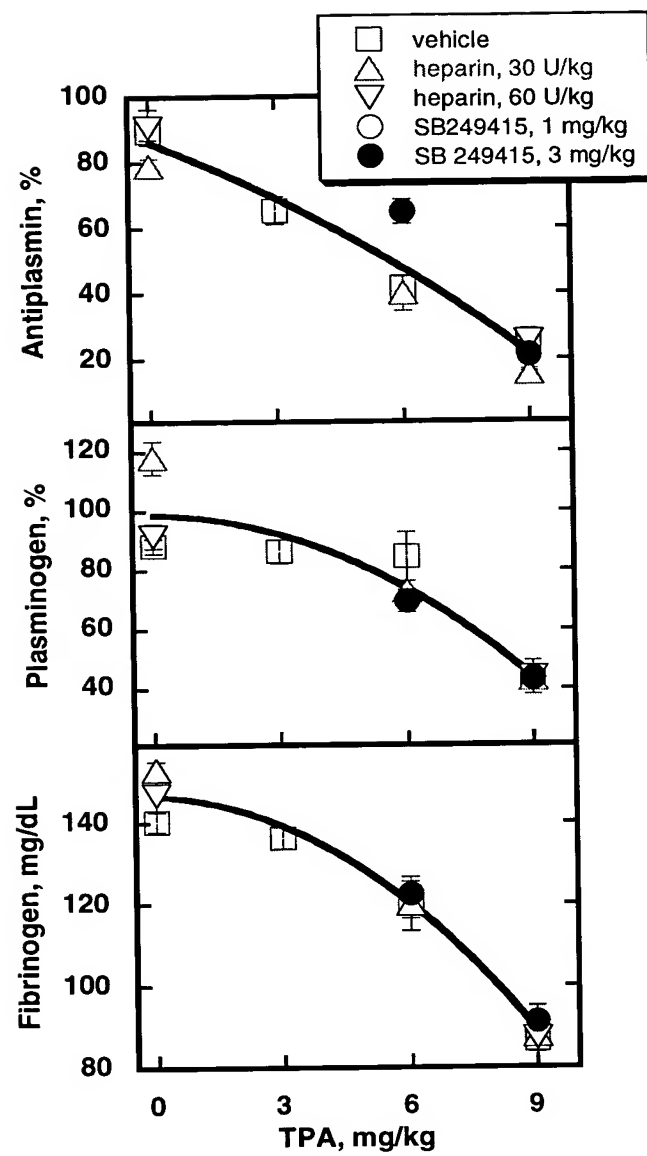 vehicle
heparin, 30 U/kg
heparin, 60 U/kg
SB249415, 1 mg/kg
SB 249415, 3 mg/kg
100
80
60
40
20
Antiplasmin, %
120
100
80
60
40
Plasminogen, %
140
120
100
80
Fibrinogen, mg/dL
0 3 6 9
TPA, mg/kg